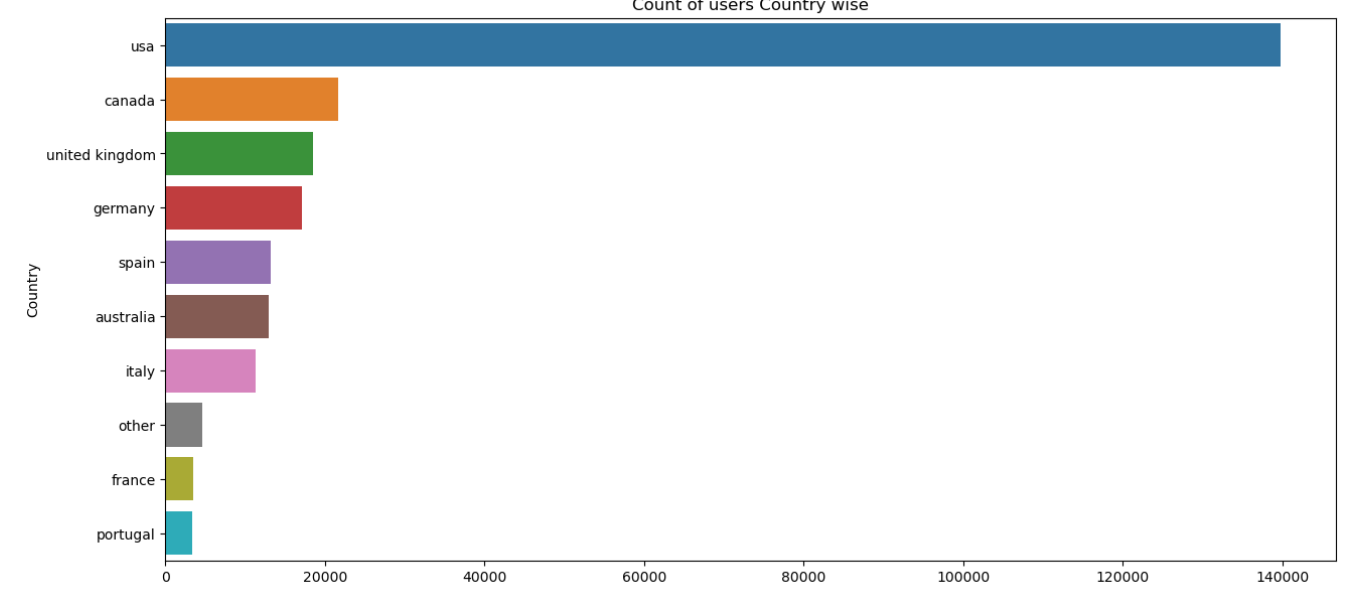 Count of users Country wise
usa
canada
united kingdom
germany
spain
australia
italy
other
france
portugal
Country
0 20000 40000 60000 80000 100000 120000 140000